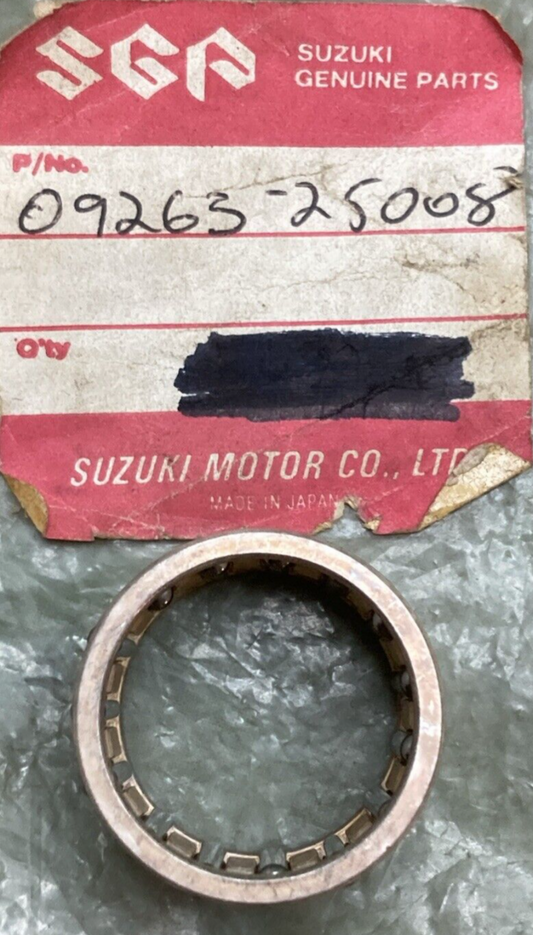 SGP SUZUKI
GENUINE PARTS
P/No.
09263-25008
Q'ty
SUZUKI MOTOR CO., LTD
MADE IN JAPAN